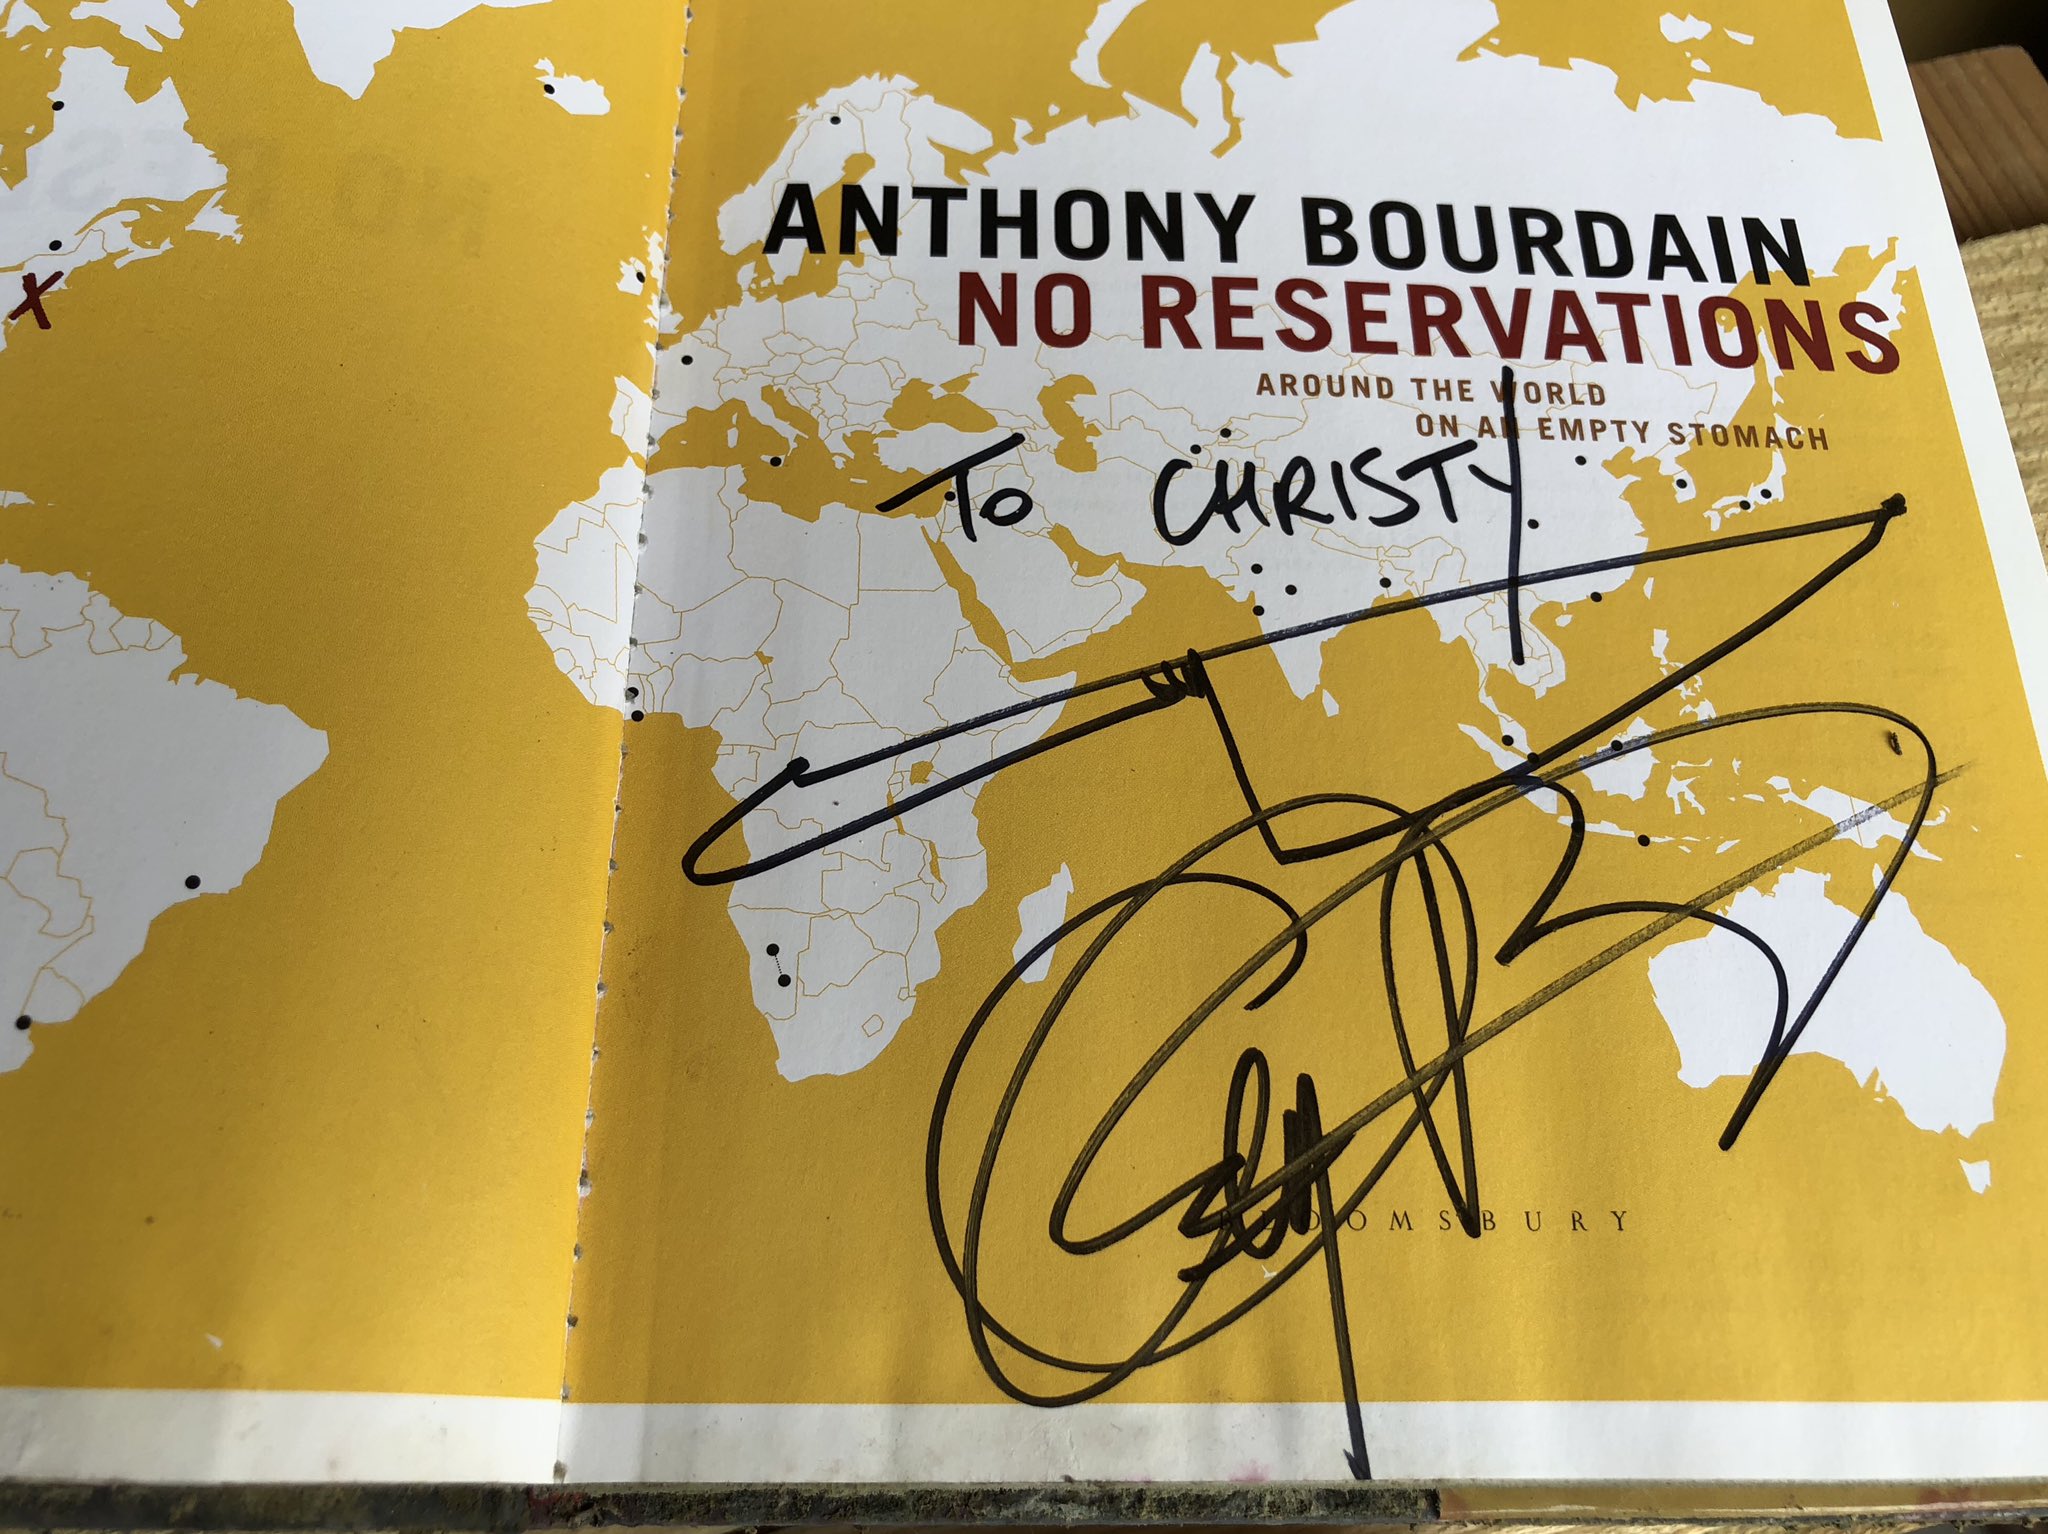 ANTHONY BOURDAIN
NO RESERVATIONS
AROUND THE WORLD
ON AN EMPTY STOMACH
To CHRISTY
BLOOMSBURY
X